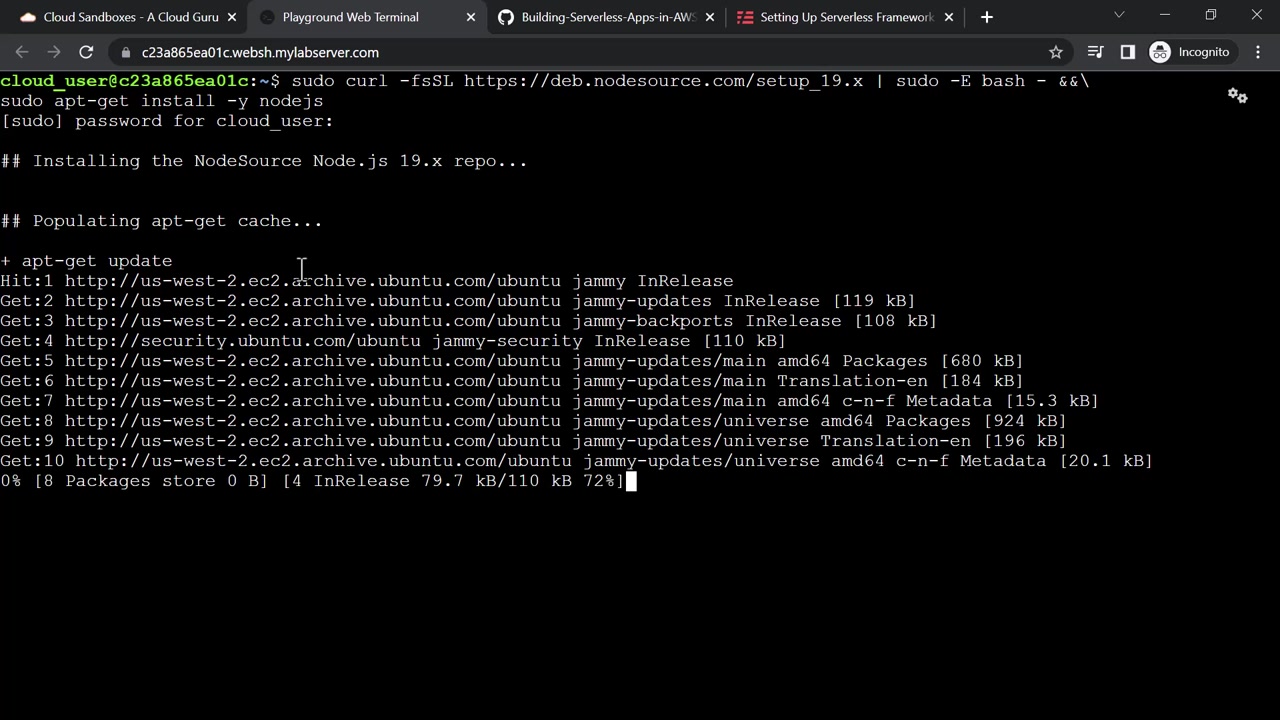 Cloud Sandboxes - A Cloud Guru
Playground Web Terminal
Building-Serverless-Apps-in-AWS
Setting Up Serverless Framework
c23a865ea01c.websh.mylabserver.com
Incognito
cloud_user@c23a865ea01c:~$ sudo curl -fsSL https://deb.nodesource.com/setup_19.x | sudo -E bash - &&\
sudo apt-get install -y nodejs
[sudo] password for cloud_user:
## Installing the NodeSource Node.js 19.x repo...
## Populating apt-get cache...
+ apt-get update
Hit:1 http://us-west-2.ec2.archive.ubuntu.com/ubuntu jammy InRelease
Get:2 http://us-west-2.ec2.archive.ubuntu.com/ubuntu jammy-updates InRelease [119 kB]
Get:3 http://us-west-2.ec2.archive.ubuntu.com/ubuntu jammy-backports InRelease [108 kB]
Get:4 http://security.ubuntu.com/ubuntu jammy-security InRelease [110 kB]
Get:5 http://us-west-2.ec2.archive.ubuntu.com/ubuntu jammy-updates/main amd64 Packages [680 kB]
Get:6 http://us-west-2.ec2.archive.ubuntu.com/ubuntu jammy-updates/main Translation-en [184 kB]
Get:7 http://us-west-2.ec2.archive.ubuntu.com/ubuntu jammy-updates/main amd64 c-n-f Metadata [15.3 kB]
Get:8 http://us-west-2.ec2.archive.ubuntu.com/ubuntu jammy-updates/universe amd64 Packages [924 kB]
Get:9 http://us-west-2.ec2.archive.ubuntu.com/ubuntu jammy-updates/universe Translation-en [196 kB]
Get:10 http://us-west-2.ec2.archive.ubuntu.com/ubuntu jammy-updates/universe amd64 c-n-f Metadata [20.1 kB]
0% [8 Packages store 0 B] [4 InRelease 79.7 kB/110 kB 72%]